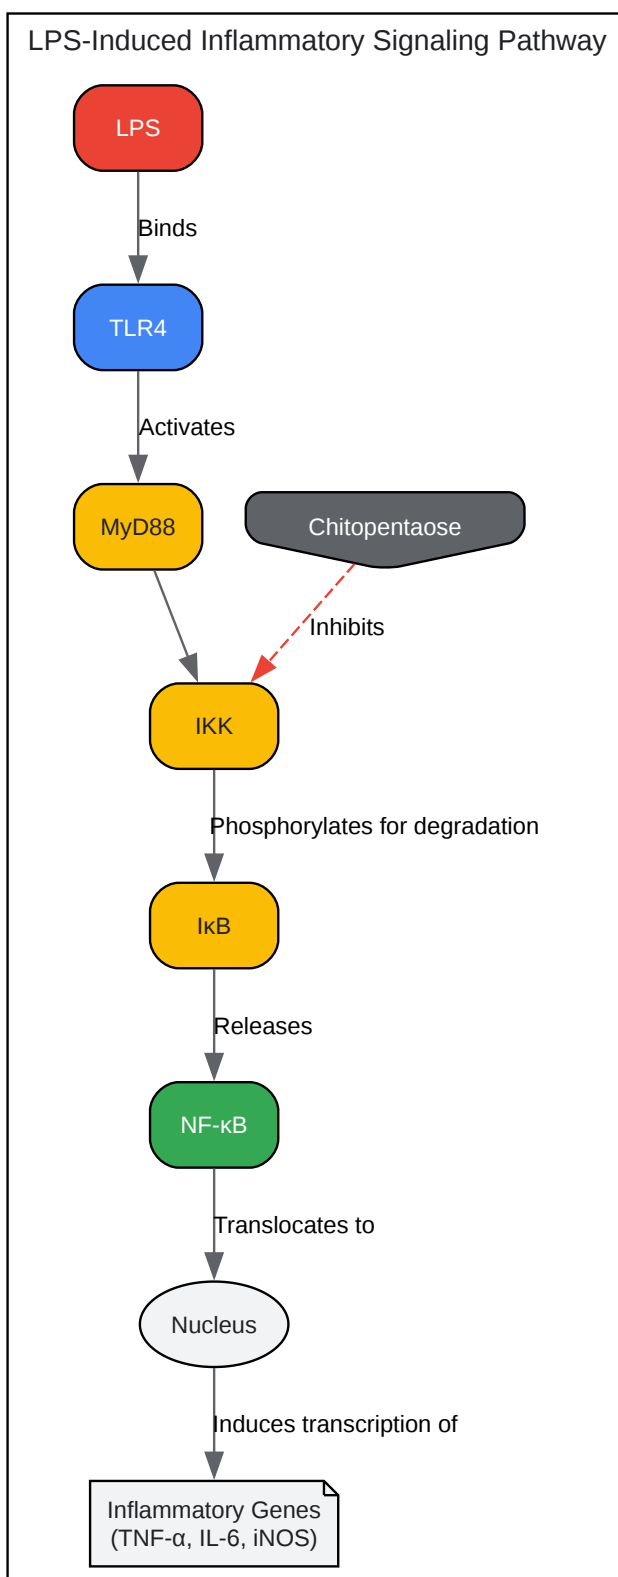 LPS-Induced Inflammatory Signaling Pathway
LPS
Binds
TLR4
Activates
MyD88
Chitopentaose
Inhibits
IKK
Phosphorylates for degradation
IκB
Releases
NF-κB
Translocates to
Nucleus
Induces transcription of
Inflammatory Genes
(TNF-α, IL-6, iNOS)